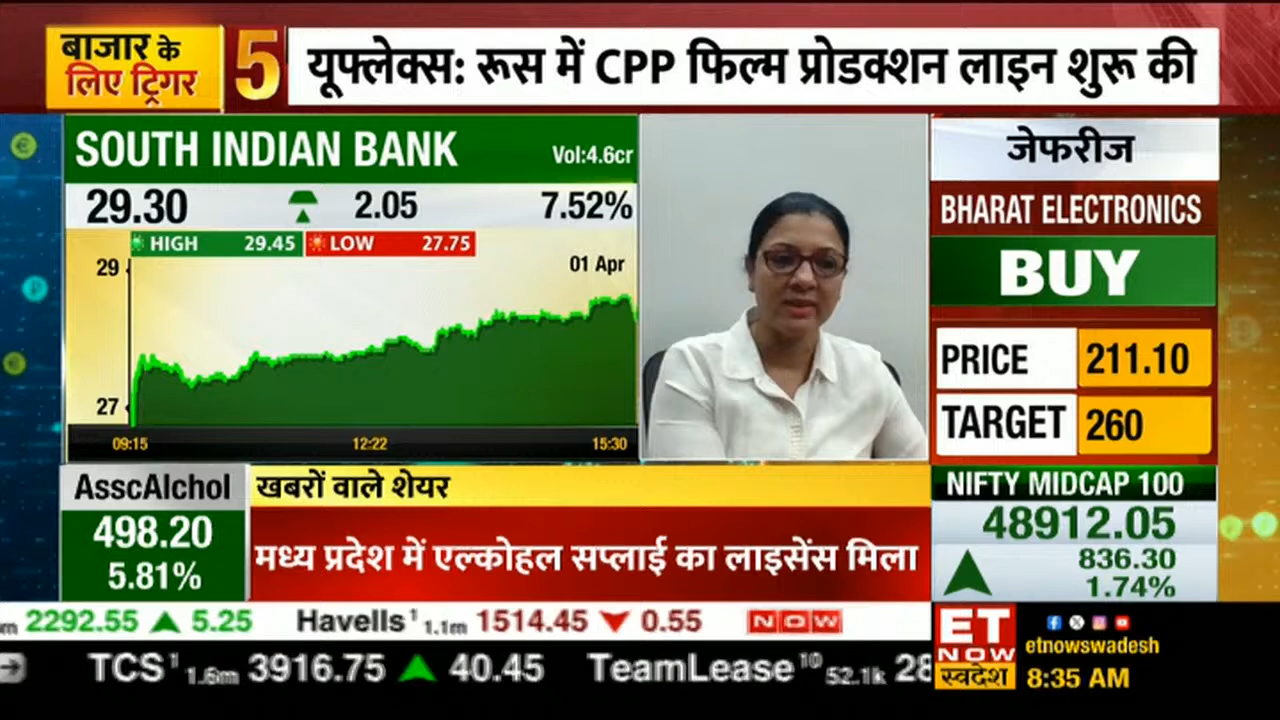 बाजार के
लिए ट्रिगर
5
यूफ्लेक्स: रूस में CPP फिल्म प्रोडक्शन लाइन शुरू की
SOUTH INDIAN BANK
Vol:4.6cr
29.30 2.05 7.52%
HIGH 29.45 LOW 27.75
01 Apr
29
27
09:15 12:22 15:30
जेफरीज
BHARAT ELECTRONICS
BUY
PRICE 211.10
TARGET 260
AsscAlchol
498.20
5.81%
खबरों वाले शेयर
मध्य प्रदेश में एल्कोहल सप्लाई का लाइसेंस मिला
NIFTY MIDCAP 100
48912.05
836.30
1.74%
m 2292.55 5.25 Havells 1 1.1m 1514.45 0.55 NOW
TCS 1 1.6m 3916.75 40.45 TeamLease 10 52.1k 28
ET
NOW
स्वदेश
etnowswadesh
8:35 AM